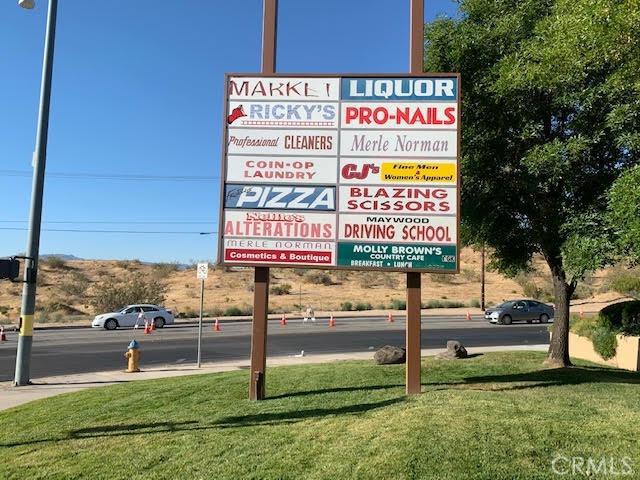 MARKET
LIQUOR
RICKY'S
PRO-NAILS
Professional CLEANERS
Merle Norman
COIN-OP
LAUNDRY
CJ's
Fine Men &
Women's Apparel
PIZZA
BLAZING
SCISSORS
Nellie's
ALTERATIONS
MAYWOOD
DRIVING SCHOOL
MERLE NORMAN
Cosmetics & Boutique
MOLLY BROWN'S
COUNTRY CAFE
BREAKFAST · LUNCH
CRMLS